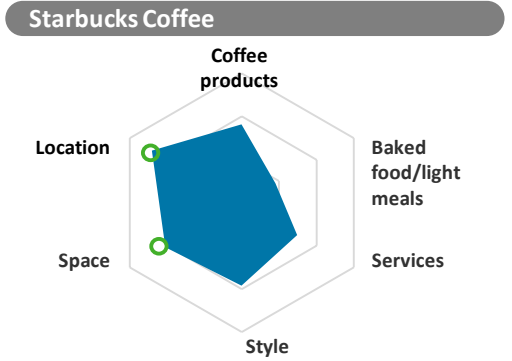 Starbucks Coffee
Coffee
products
Location
Baked
food/light
meals
Space
Services
Style